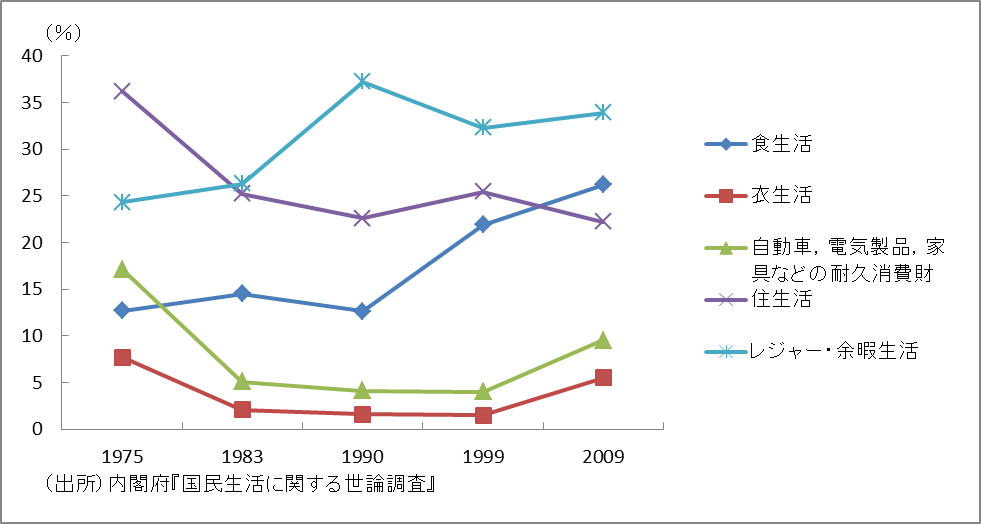 （％）
40
35
30
25
20
15
10
5
0
1975 1983 1990 1999 2009
食生活
衣生活
自動車，電気製品，家
具などの耐久消費財
住生活
レジャー・余暇生活
（出所）内閣府『国民生活に関する世論調査』